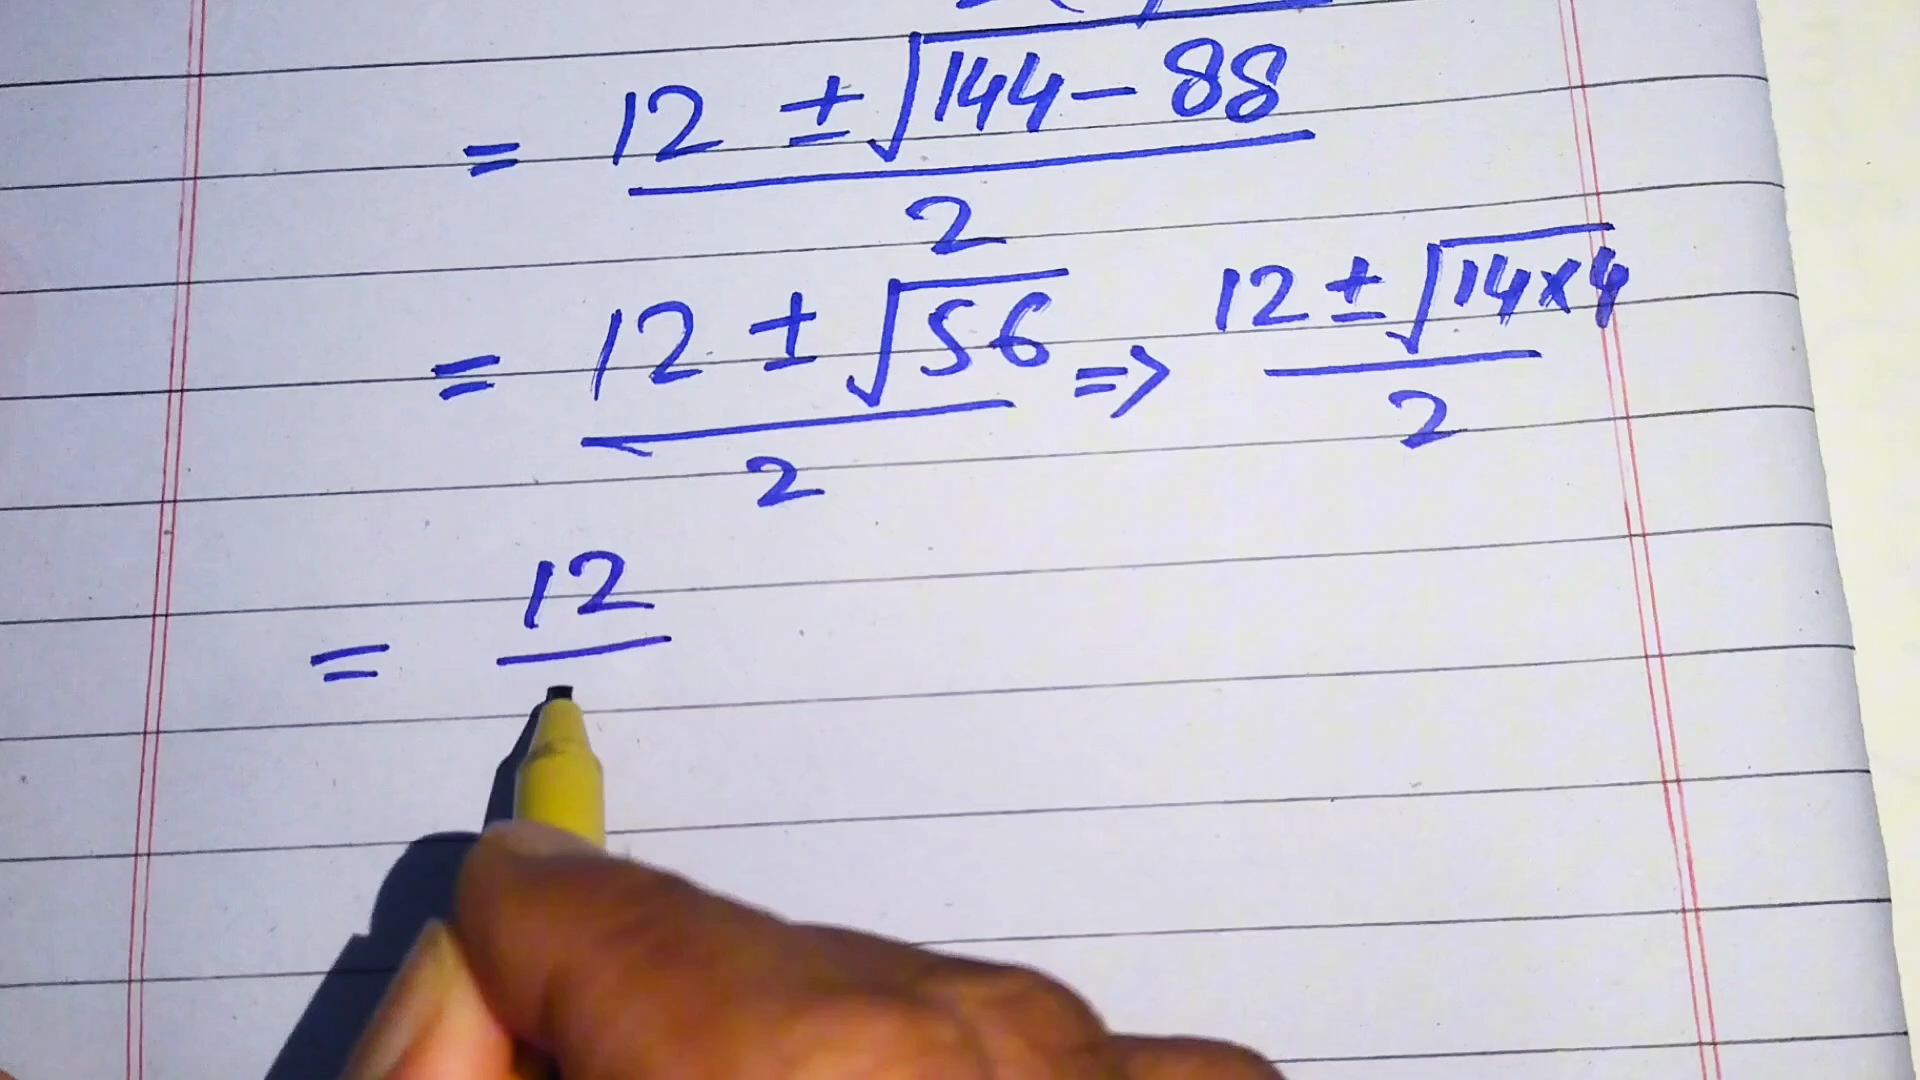 = 12 ± √144 - 88
2
= 12 ± √56 ⇒ 12 ± √14×4
2 2
= 12